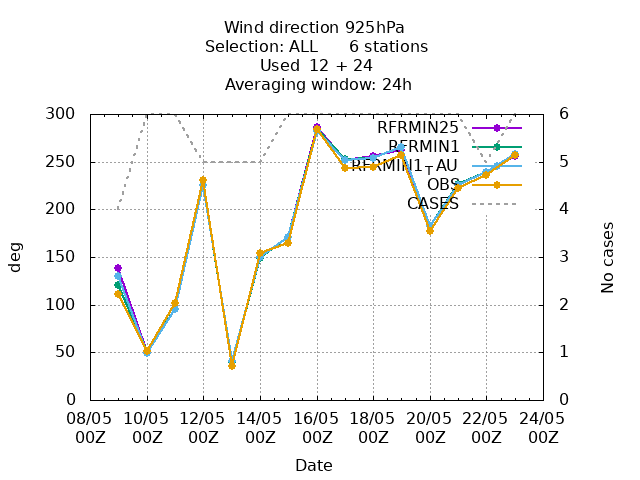 Wind direction 925hPa
Selection: ALL 6 stations
Used 12 + 24
Averaging window: 24h
300
250
200
150
100
50
0
deg
6
5
4
3
2
1
0
No cases
RFRMIN25
RFRMIN1
RFRMIN1_AU
OBS
CASES
08/05 10/05 12/05 14/05 16/05 18/05 20/05 22/05 24/05
00Z 00Z 00Z 00Z 00Z 00Z 00Z 00Z 00Z
Date